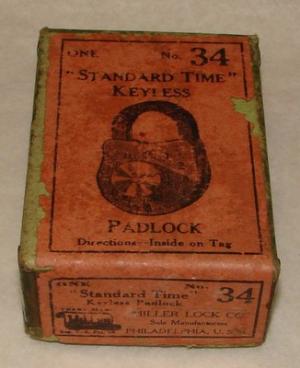 ONE No. 34
"STANDARD TIME"
KEYLESS
PADLOCK
Directions—Inside on Tag
ONE No. 34
"Standard Time"
Keyless Padlock
MILLER LOCK CO
Sole Manufacturers
PHILADELPHIA, U.S.A.